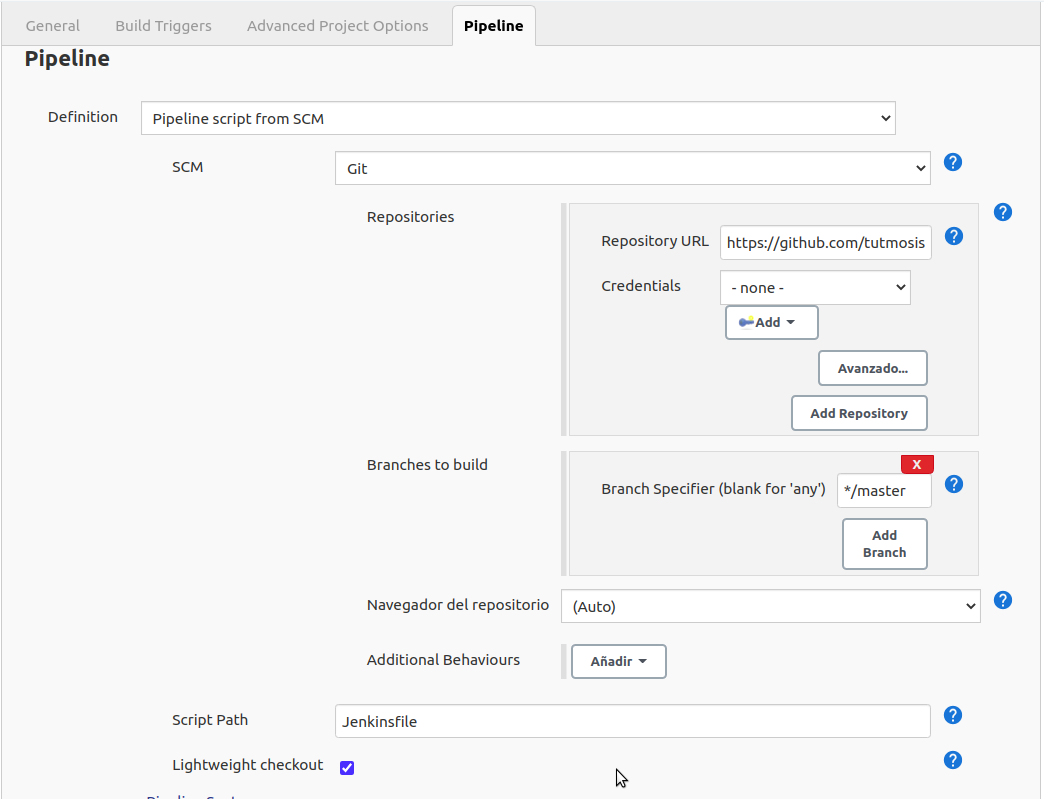 General Build Triggers Advanced Project Options Pipeline
Pipeline
Definition Pipeline script from SCM
SCM Git ?
Repositories ?
Repository URL https://github.com/tutmosis ?
Credentials - none -
Add
Avanzado...
Add Repository
Branches to build
X
Branch Specifier (blank for 'any') */master ?
Add
Branch
Navegador del repositorio (Auto) ?
Additional Behaviours Añadir
Script Path Jenkinsfile ?
Lightweight checkout ?